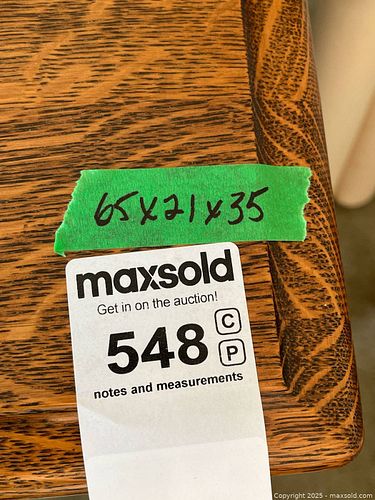 65x21x35
maxsold
Get in on the auction!
548
C
P
notes and measurements
Copyright 2025 - maxsold.com